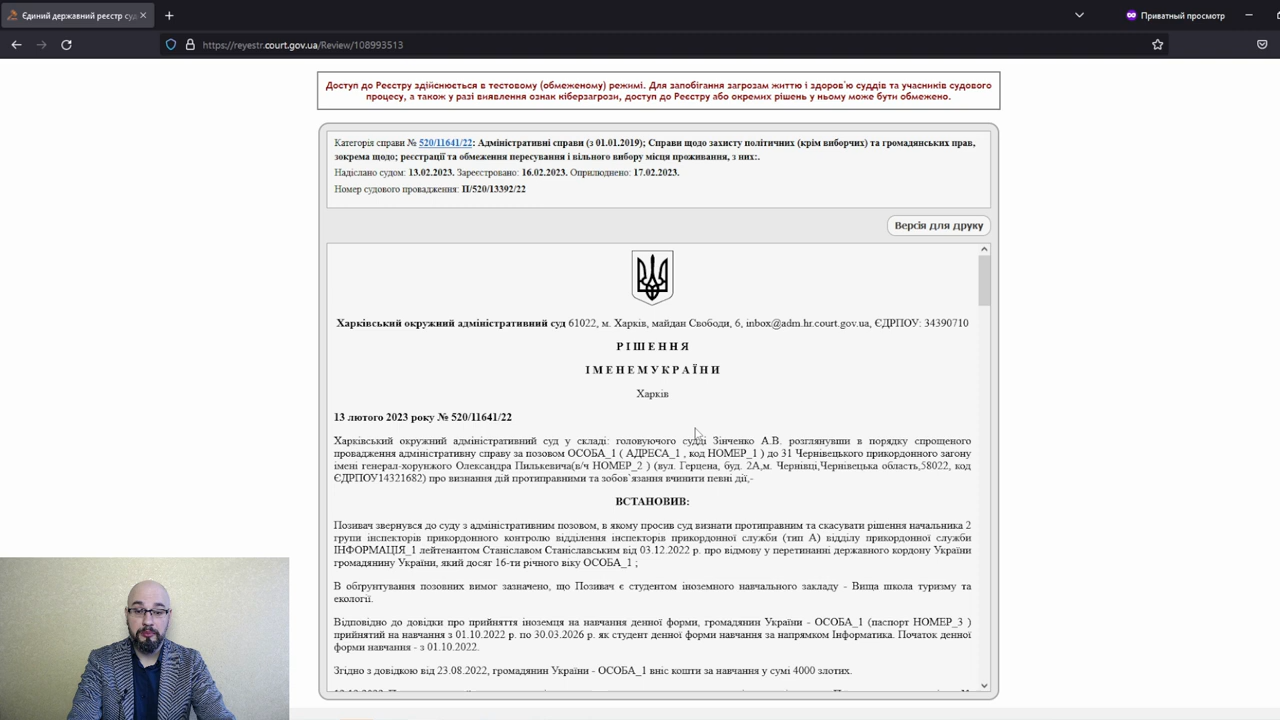 Єдиний державний реєстр суд
Приватный просмотр
https://reyestr.court.gov.ua/Review/108993513
Доступ до Реєстру здійснюється в тестовому (обмеженому) режимі. Для запобігання загрозам життю і здоров'ю суддів та учасників судового
процесу, а також у разі виявлення ознак кіберзагрози, доступ до Реєстру або окремих рішень у ньому може бути обмежено.
Категорія справи № 520/11641/22: Адміністративні справи (з 01.01.2019); Справи щодо захисту політичних (крім виборчих) та громадянських прав,
зокрема щодо; реєстрації та обмеження пересування і вільного вибору місця проживання, з них:.
Надіслано судом: 13.02.2023. Зареєстровано: 16.02.2023. Оприлюднено: 17.02.2023.
Номер судового провадження: П/520/13392/22
Версія для друку
Харківський окружний адміністративний суд 61022, м. Харків, майдан Свободи, 6, inbox@adm.hr.court.gov.ua, ЄДРПОУ: 34390710
Р І Ш Е Н Н Я
І М Е Н Е М У К Р А Ї Н И
Харків
13 лютого 2023 року № 520/11641/22
Харківський окружний адміністративний суд у складі: головуючого судді Зінченко А.В. розглянувши в порядку спрощеного
провадження адміністративну справу за позовом ОСОБА_1 ( АДРЕСА_1 , код НОМЕР_1 ) до 31 Чернівецького прикордонного загону
імені генерал-хорунжого Олександра Пилькевича(в/ч НОМЕР_2 ) (вул. Герцена, буд. 2А,м. Чернівці,Чернівецька область,58022, код
ЄДРПОУ14321682) про визнання дій протиправними та зобов`язання вчинити певні дії,-
ВСТАНОВИВ:
Позивач звернувся до суду з адміністративним позовом, в якому просив суд визнати протиправним та скасувати рішення начальника 2
групи інспекторів прикордонного контролю відділення інспекторів прикордонної служби (тип А) відділу прикордонної служби
ІНФОРМАЦІЯ_1 лейтенантом Станіславом Станіславським від 03.12.2022 р. про відмову у перетинанні державного кордону України
громадянину України, який досяг 16-ти річного віку ОСОБА_1 ;
В обґрунтування позовних вимог зазначено, що Позивач є студентом іноземного навчального закладу - Вища школа туризму та
екології.
Відповідно до довідки про прийняття іноземця на навчання денної форми, громадянин України - ОСОБА_1 (паспорт НОМЕР_3 )
прийнятий на навчання з 01.10.2022 р. по 30.03.2026 р. як студент денної форми навчання за напрямком Інформатика. Початок денної
форми навчання - з 01.10.2022.
Згідно з довідкою від 23.08.2022, громадянин України - ОСОБА_1 вніс кошти за навчання у сумі 4000 злотих.